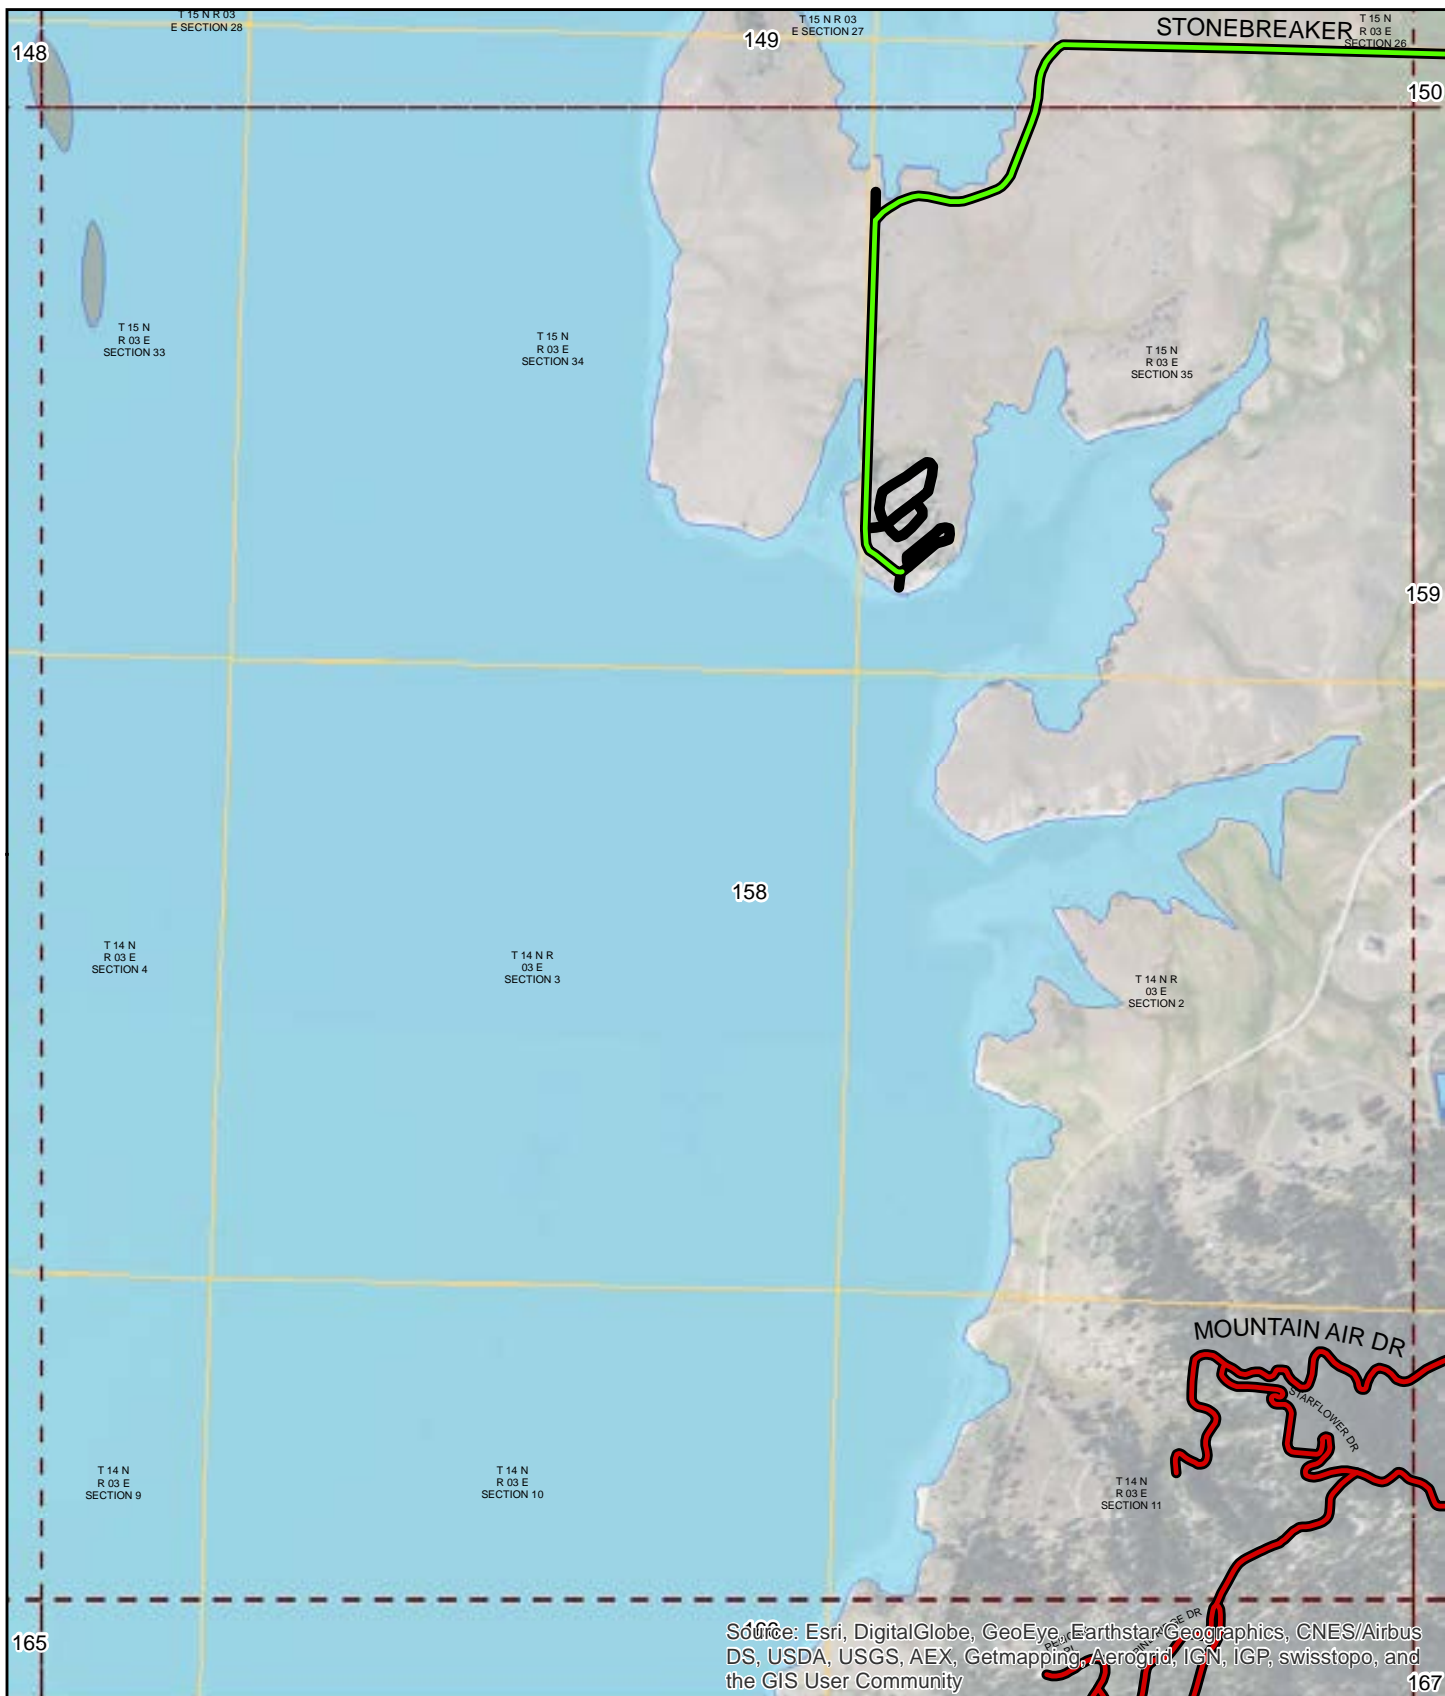 T 15 N R 03
E SECTION 28
T 15 N R 03
E SECTION 27
STONEBREAKER
T 15 N
R 03 E
SECTION 26
148
149
150
T 15 N
R 03 E
SECTION 33
T 15 N
R 03 E
SECTION 34
T 15 N
R 03 E
SECTION 35
159
158
T 14 N
R 03 E
SECTION 4
T 14 N R
03 E
SECTION 3
T 14 N R
03 E
SECTION 2
MOUNTAIN AIR DR
STARFLOWER DR
T 14 N
R 03 E
SECTION 9
T 14 N
R 03 E
SECTION 10
T 14 N
R 03 E
SECTION 11
165
Source: Esri, DigitalGlobe, GeoEye, Earthstar Geographics, CNES/Airbus
DS, USDA, USGS, AEX, Getmapping, Aerogrid, IGN, IGP, swisstopo, and
the GIS User Community
167